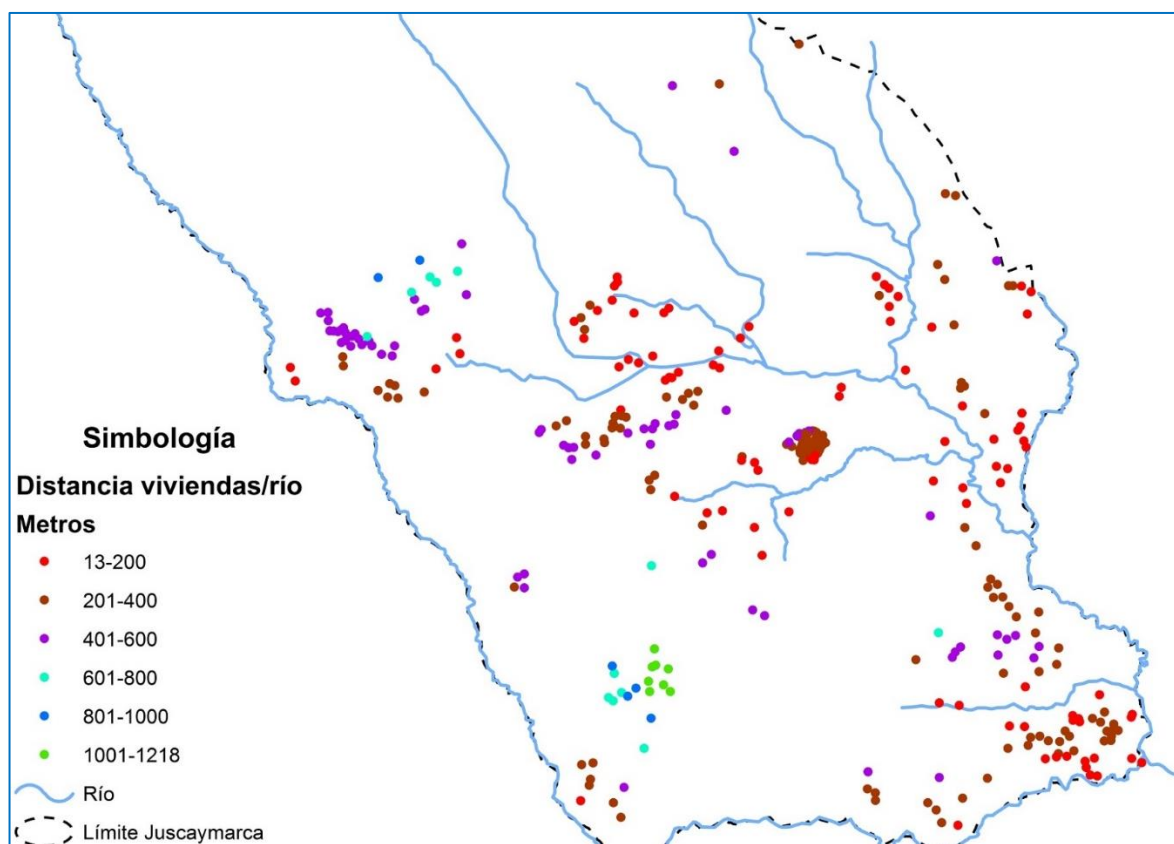 Simbología
Distancia viviendas/río
Metros
13-200
201-400
401-600
601-800
801-1000
1001-1218
Río
Límite Juscaymarca